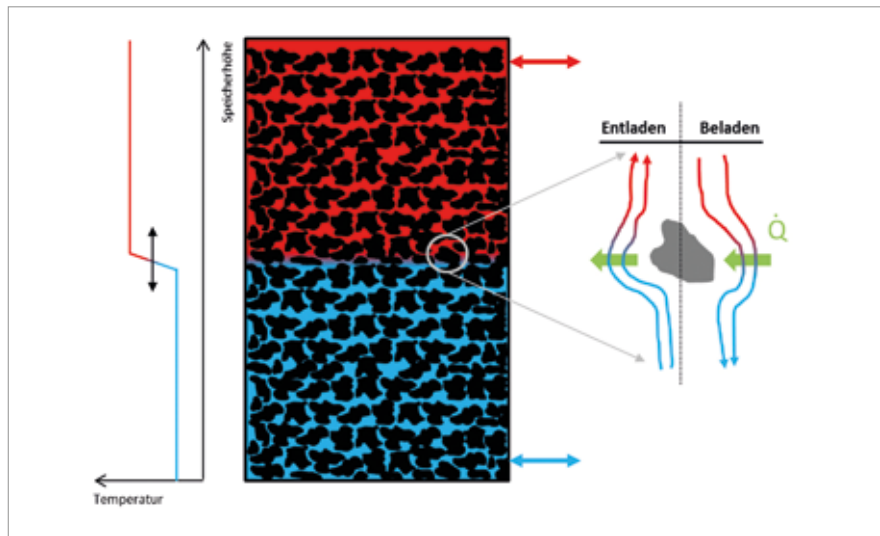 Speicherhöhe
Temperatur
Entladen
Beladen
Q̇